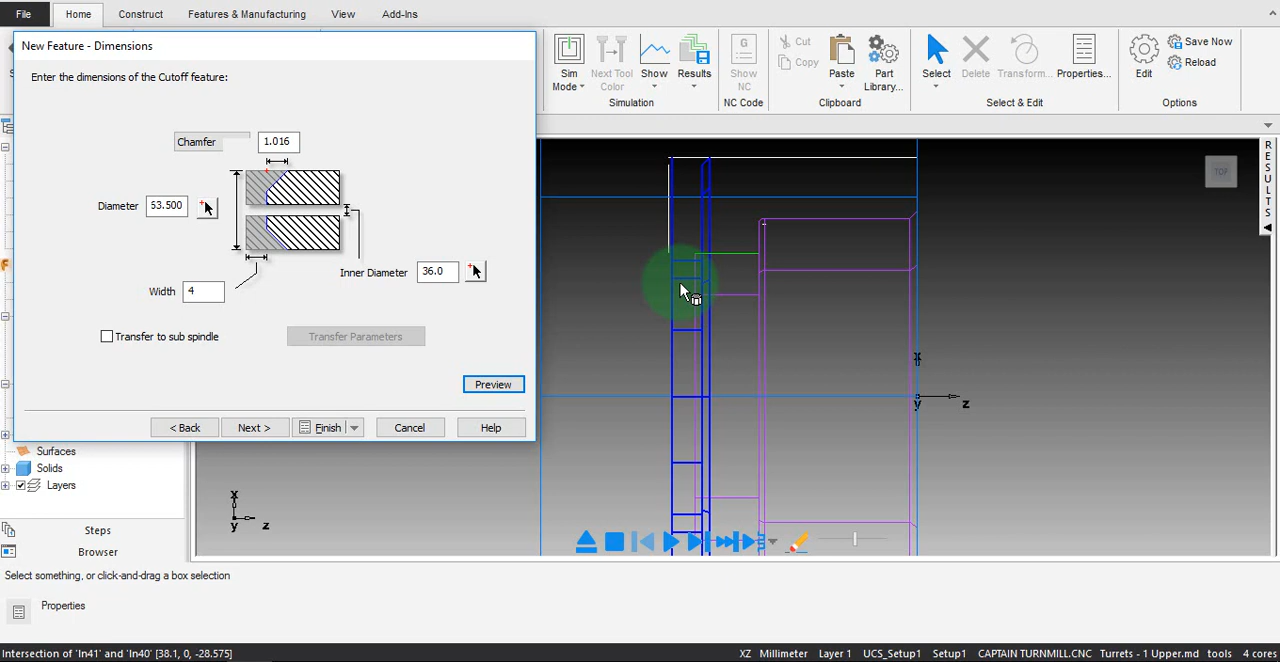 File Home Construct Features & Manufacturing View Add-Ins
New Feature - Dimensions
Enter the dimensions of the Cutoff feature:
Chamfer 1.016
Diameter 53.500
Inner Diameter 36.0
Width 4
Transfer to sub spindle Transfer Parameters
Preview
< Back Next > Finish Cancel Help
Sim Mode Next Tool Color Show Results
Simulation
G Show NC
NC Code
Cut Copy Paste Part Library...
Clipboard
Select Delete Transform... Properties...
Select & Edit
Edit Save Now Reload
Options
RESULTS
TOP
X
y z
x
y z
Surfaces
Solids
Layers
Steps
Browser
Select something, or click-and-drag a box selection
Properties
Intersection of 'ln41' and 'ln40' [38.1, 0, -28.575] XZ Millimeter Layer 1 UCS_Setup1 Setup1 CAPTAIN TURNMILL.CNC Turrets - 1 Upper.md tools 4 cores